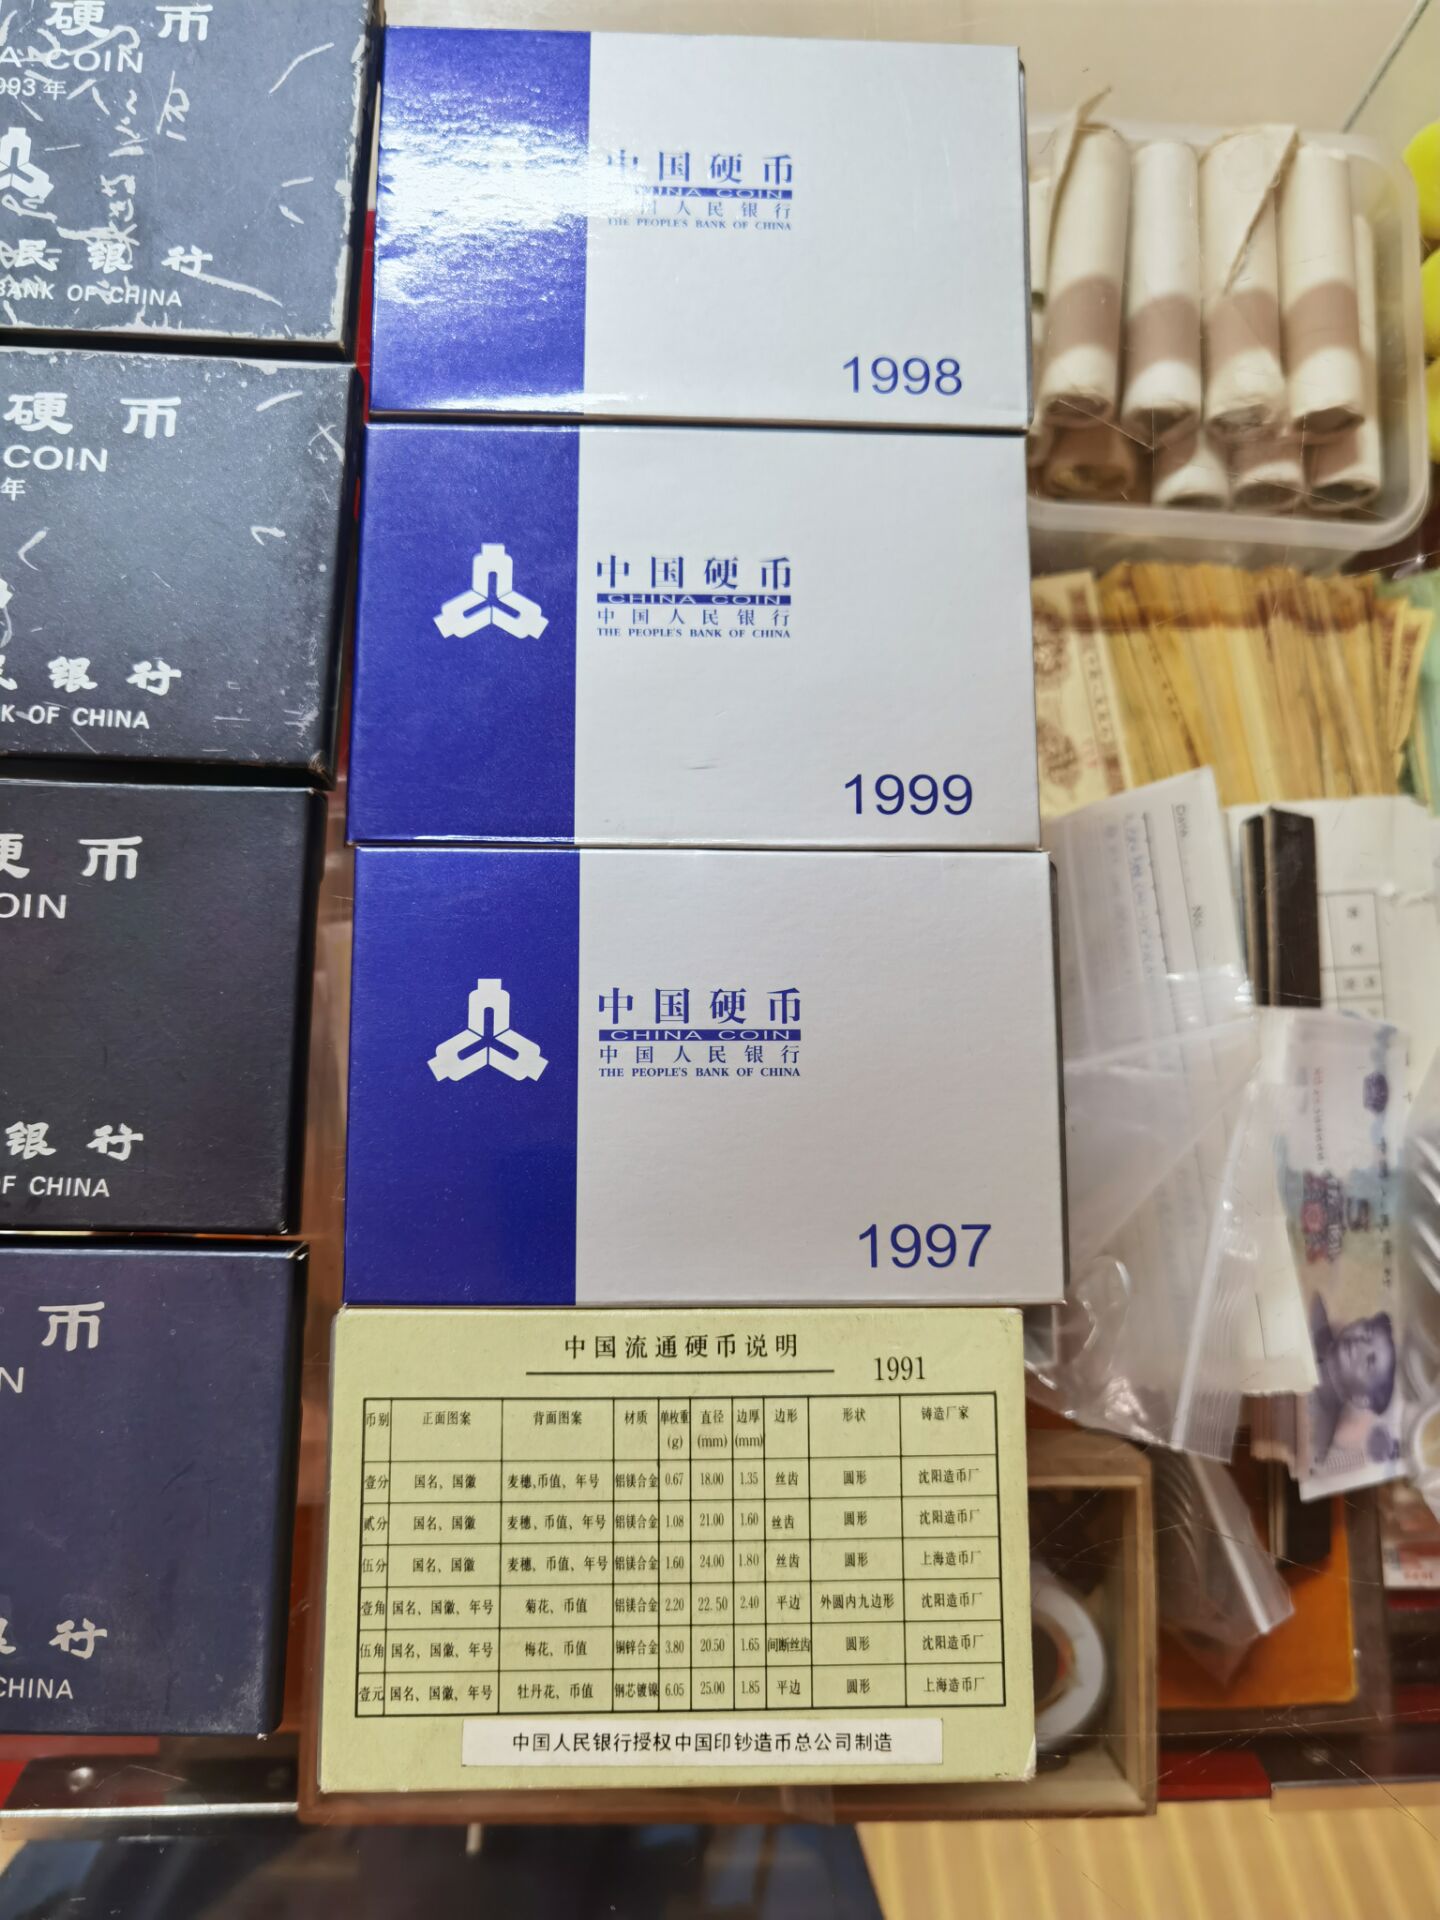 硬 币
A COIN
993 年
民 银 行
BANK OF CHINA
硬 币
COIN
年
民 银 行
K OF CHINA
硬 币
OIN
银 行
F CHINA
币
N
银 行
CHINA
中国硬币
CHINA COIN
中国人民银行
THE PEOPLE'S BANK OF CHINA
1998
中国硬币
CHINA COIN
中国人民银行
THE PEOPLE'S BANK OF CHINA
1999
中国硬币
CHINA COIN
中国人民银行
THE PEOPLE'S BANK OF CHINA
1997
中国流通硬币说明
1991
币别 正面图案 背面图案 材质 单枚重(g) 直径(mm) 边厚(mm) 边形 形状 铸造厂家
壹分 国名、国徽 麦穗、币值、年号 铝镁合金 0.67 18.00 1.35 丝齿 圆形 沈阳造币厂
贰分 国名、国徽 麦穗、币值、年号 铝镁合金 1.08 21.00 1.60 丝齿 圆形 沈阳造币厂
伍分 国名、国徽 麦穗、币值、年号 铝镁合金 1.60 24.00 1.80 丝齿 圆形 上海造币厂
壹角 国名、国徽、年号 菊花、币值 铝镁合金 2.20 22.50 2.40 平边 外圆内九边形 沈阳造币厂
伍角 国名、国徽、年号 梅花、币值 铜锌合金 3.80 20.50 1.65 间断丝齿 圆形 沈阳造币厂
壹元 国名、国徽、年号 牡丹花、币值 钢芯镀镍 6.05 25.00 1.85 平边 圆形 上海造币厂
中国人民银行授权中国印钞造币总公司制造
Date
No.